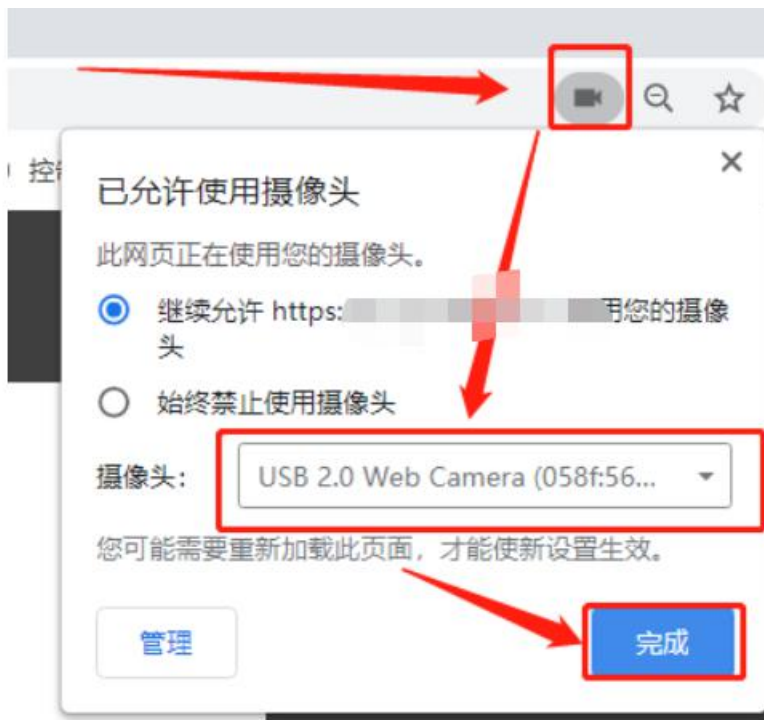 控
已允许使用摄像头
此网页正在使用您的摄像头。
继续允许 https: 用您的摄像
头
始终禁止使用摄像头
摄像头：
USB 2.0 Web Camera (058f:56...
您可能需要重新加载此页面，才能使新设置生效。
管理
完成